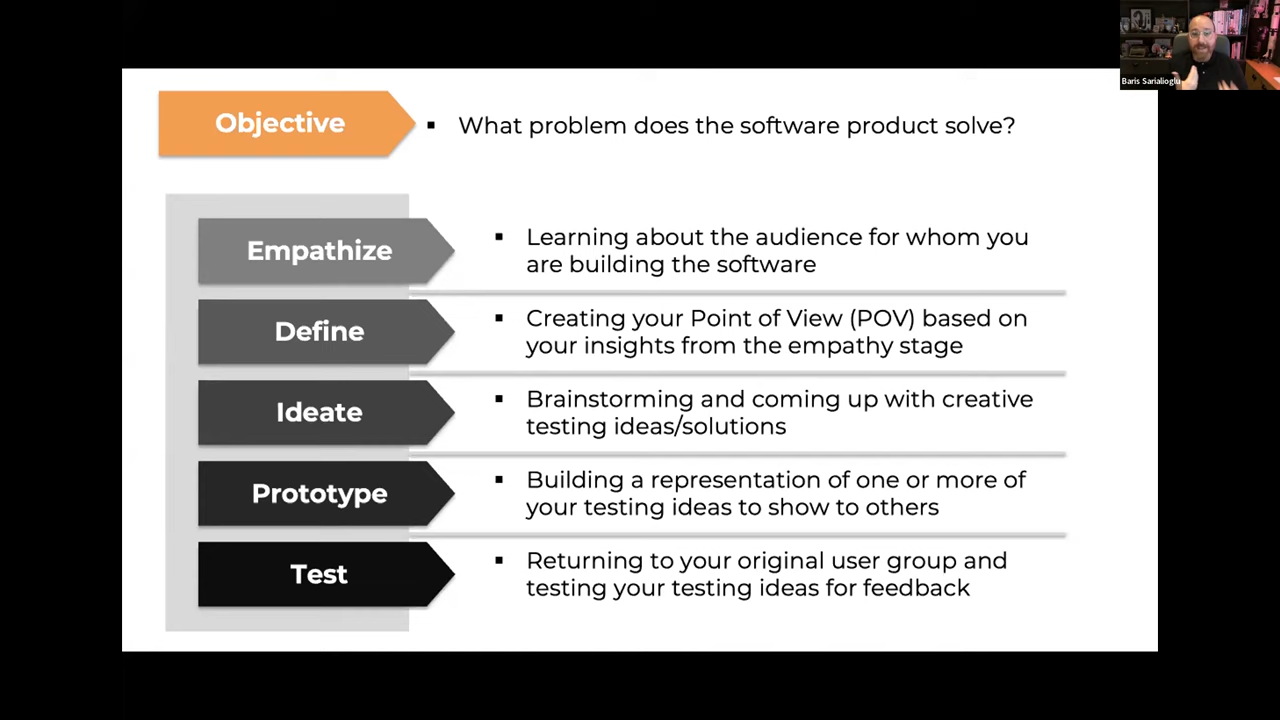 Baris Sarialioglu
Objective
▪ What problem does the software product solve?
Empathize
▪ Learning about the audience for whom you
are building the software
Define
▪ Creating your Point of View (POV) based on
your insights from the empathy stage
Ideate
▪ Brainstorming and coming up with creative
testing ideas/solutions
Prototype
▪ Building a representation of one or more of
your testing ideas to show to others
Test
▪ Returning to your original user group and
testing your testing ideas for feedback